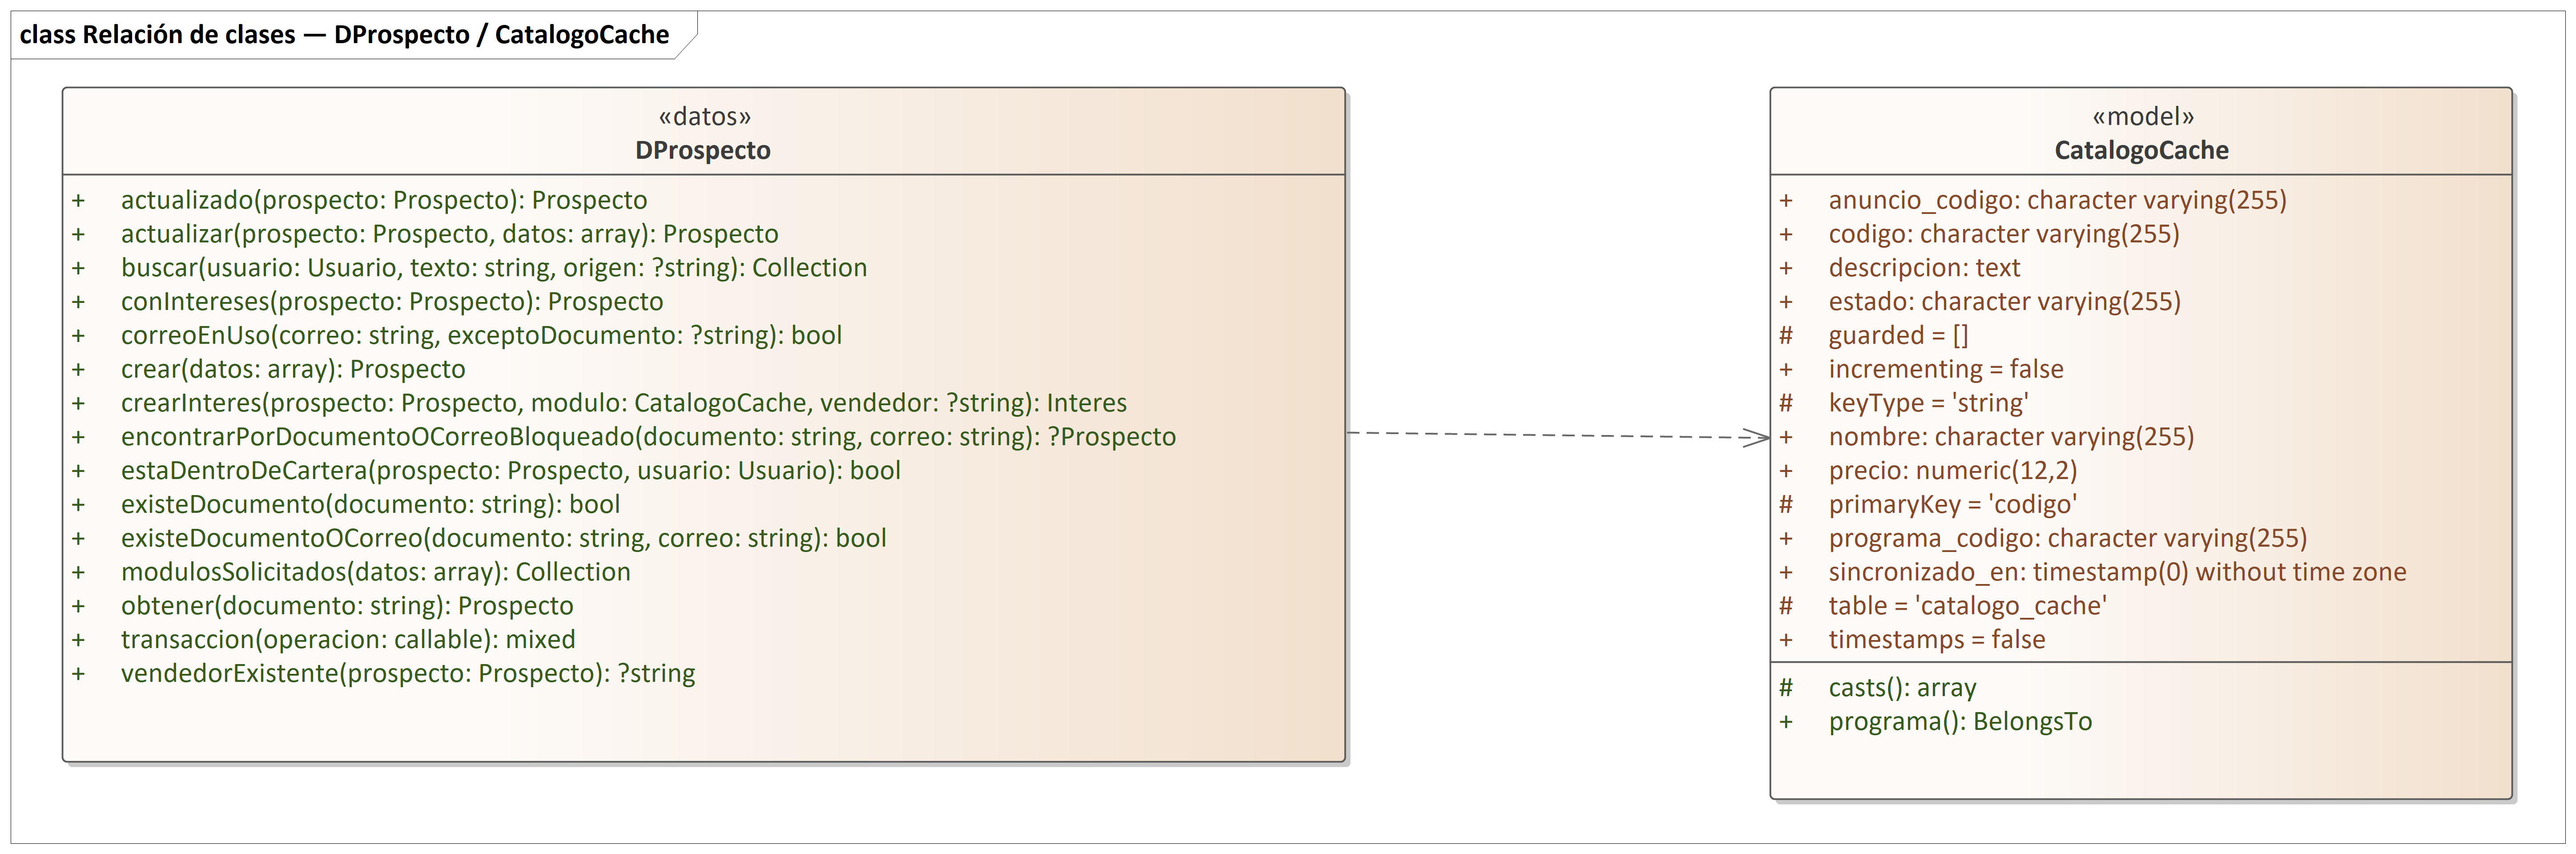 class Relación de clases — DProspecto / CatalogoCache
«datos»
DProspecto
+ actualizado(prospecto: Prospecto): Prospecto
+ actualizar(prospecto: Prospecto, datos: array): Prospecto
+ buscar(usuario: Usuario, texto: string, origen: ?string): Collection
+ conIntereses(prospecto: Prospecto): Prospecto
+ correoEnUso(correo: string, exceptoDocumento: ?string): bool
+ crear(datos: array): Prospecto
+ crearInteres(prospecto: Prospecto, modulo: CatalogoCache, vendedor: ?string): Interes
+ encontrarPorDocumentoOCorreoBloqueado(documento: string, correo: string): ?Prospecto
+ estaDentroDeCartera(prospecto: Prospecto, usuario: Usuario): bool
+ existeDocumento(documento: string): bool
+ existeDocumentoOCorreo(documento: string, correo: string): bool
+ modulosSolicitados(datos: array): Collection
+ obtener(documento: string): Prospecto
+ transaccion(operacion: callable): mixed
+ vendedorExistente(prospecto: Prospecto): ?string
«model»
CatalogoCache
+ anuncio_codigo: character varying(255)
+ codigo: character varying(255)
+ descripcion: text
+ estado: character varying(255)
# guarded = []
+ incrementing = false
# keyType = 'string'
+ nombre: character varying(255)
+ precio: numeric(12,2)
# primaryKey = 'codigo'
+ programa_codigo: character varying(255)
+ sincronizado_en: timestamp(0) without time zone
# table = 'catalogo_cache'
+ timestamps = false
# casts(): array
+ programa(): BelongsTo